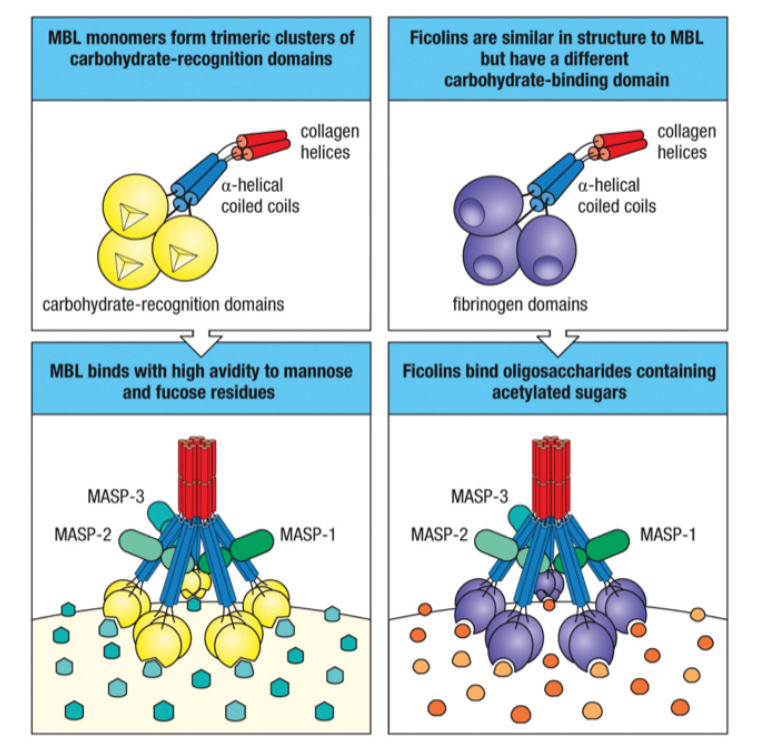 MBL monomers form trimeric clusters of
carbohydrate-recognition domains
collagen
helices
α-helical
coiled coils
carbohydrate-recognition domains
Ficolins are similar in structure to MBL
but have a different
carbohydrate-binding domain
collagen
helices
α-helical
coiled coils
fibrinogen domains
MBL binds with high avidity to mannose
and fucose residues
MASP-3
MASP-2
MASP-1
Ficolins bind oligosaccharides containing
acetylated sugars
MASP-3
MASP-2
MASP-1